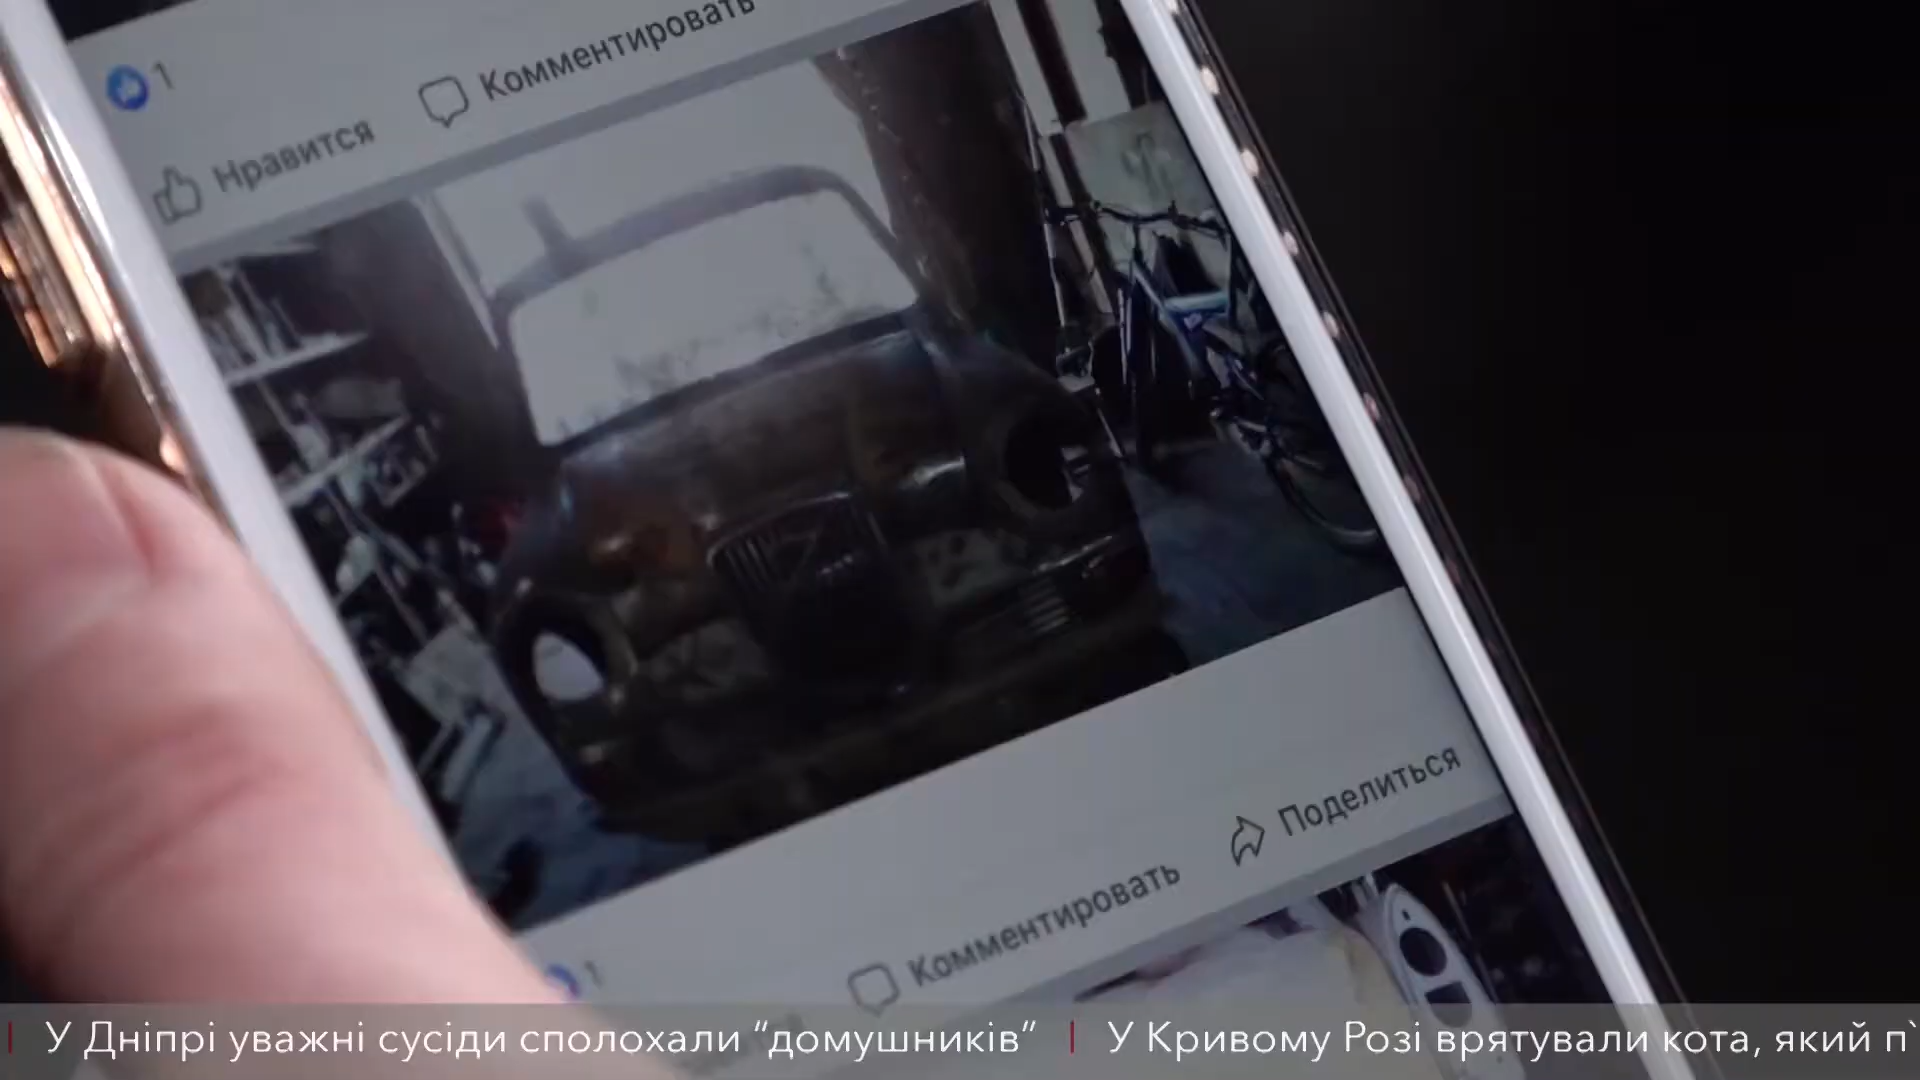 1
Комментировать
Нравится
Поделиться
Комментировать
1
У Дніпрі уважні сусіди сполохали “домушників” | У Кривому Розі врятували кота, який п`